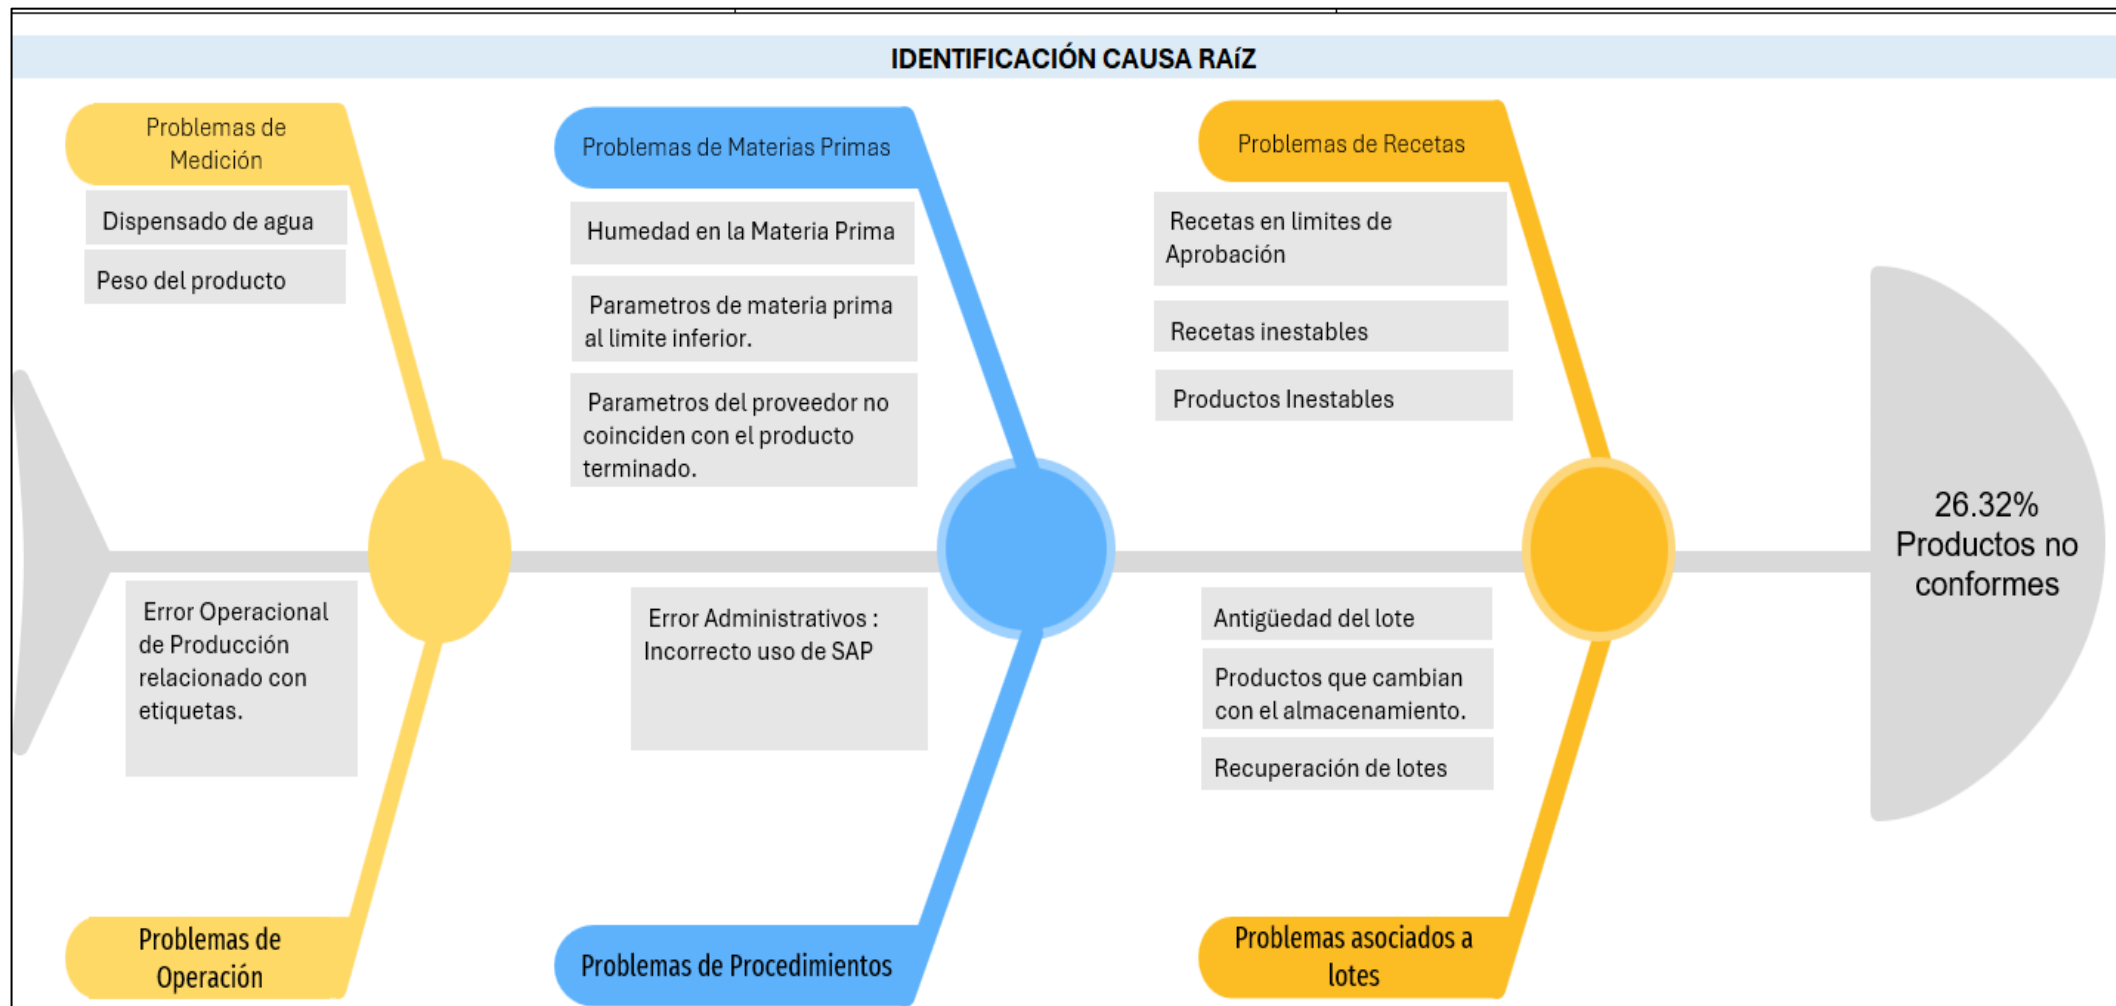 IDENTIFICACIÓN CAUSA RAíZ
Problemas de
Medición
Dispensado de agua
Peso del producto
Problemas de Materias Primas
Humedad en la Materia Prima
Parametros de materia prima
al limite inferior.
Parametros del proveedor no
coinciden con el producto
terminado.
Problemas de Recetas
Recetas en limites de
Aprobación
Recetas inestables
Productos Inestables
26.32%
Productos no
conformes
Error Operacional
de Producción
relacionado con
etiquetas.
Problemas de
Operación
Error Administrativos :
Incorrecto uso de SAP
Problemas de Procedimientos
Antigüedad del lote
Productos que cambian
con el almacenamiento.
Recuperación de lotes
Problemas asociados a
lotes